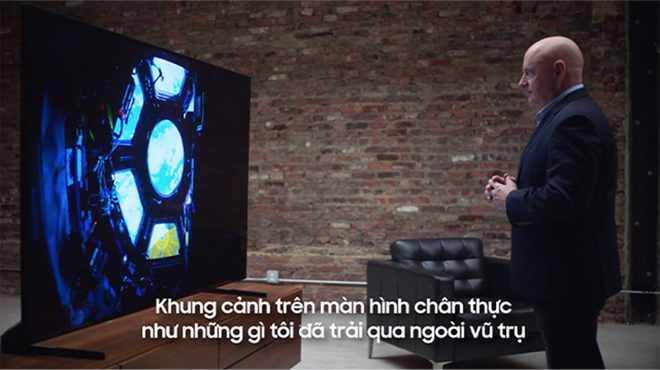 Khung cảnh trên màn hình chân thực
như những gì tôi đã trải qua ngoài vũ trụ